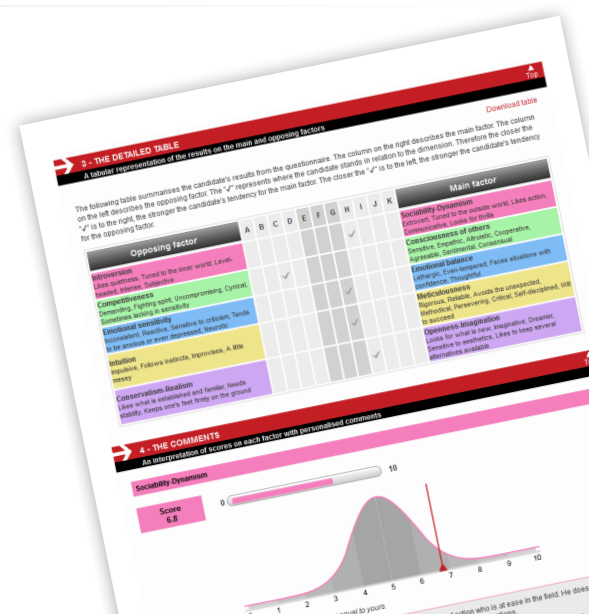 Top
3 - THE DETAILED TABLE
A tabular representation of the results on the main and opposing factors
Download table
The following table summarises the candidate's results from the questionnaire. The column on the right describes the main factor. The column
on the left describes the opposing factor. The "✓" represents where the candidate stands in relation to the dimension. Therefore the closer the
"✓" is to the right, the stronger the candidate's tendency for the main factor. The closer the "✓" is to the left, the stronger the candidate's tendency
for the opposing factor.
Opposing factor A B C D E F G H I J K Main factor
Introversion
Likes quietness, Tuned to the inner world, Level-
headed, Intense, Subjective
✓
Sociability-Dynamism
Extrovert, Tuned to the outside world, Likes action,
Communicative, Looks for thrills
Competitiveness
Demanding, Fighting spirit, Uncompromising, Cynical,
Sometimes lacking in sensitivity
✓
Consciousness of others
Sensitive, Empathic, Altruistic, Cooperative,
Agreeable, Sentimental, Consensual
Emotional sensitivity
Inconsistent, Reactive, Sensitive to criticism, Tends
to be anxious or even depressed, Neurotic
✓
Emotional balance
Lethargic, Even-tempered, Faces situations with
confidence, Thoughtful
Intuition
Impulsive, Follows instincts, Improvises, A little
messy
✓
Meticulousness
Rigorous, Reliable, Avoids the unexpected,
Methodical, Persevering, Critical, Self-disciplined, Will
to succeed
Conservatism-Realism
Likes what is established and familiar, Needs
stability, Keeps one's feet firmly on the ground
✓
Openness-Imagination
Looks for what is new, Imaginative, Dreamer,
Sensitive to aesthetics, Likes to keep several
alternatives available
4 - THE COMMENTS
An interpretation of scores on each factor with personalised comments
Sociability-Dynamism
Score
6.8
0 10
1 2 3 4 5 6 7 8 9 10
equal to yours.
action who is at ease in the field. He does